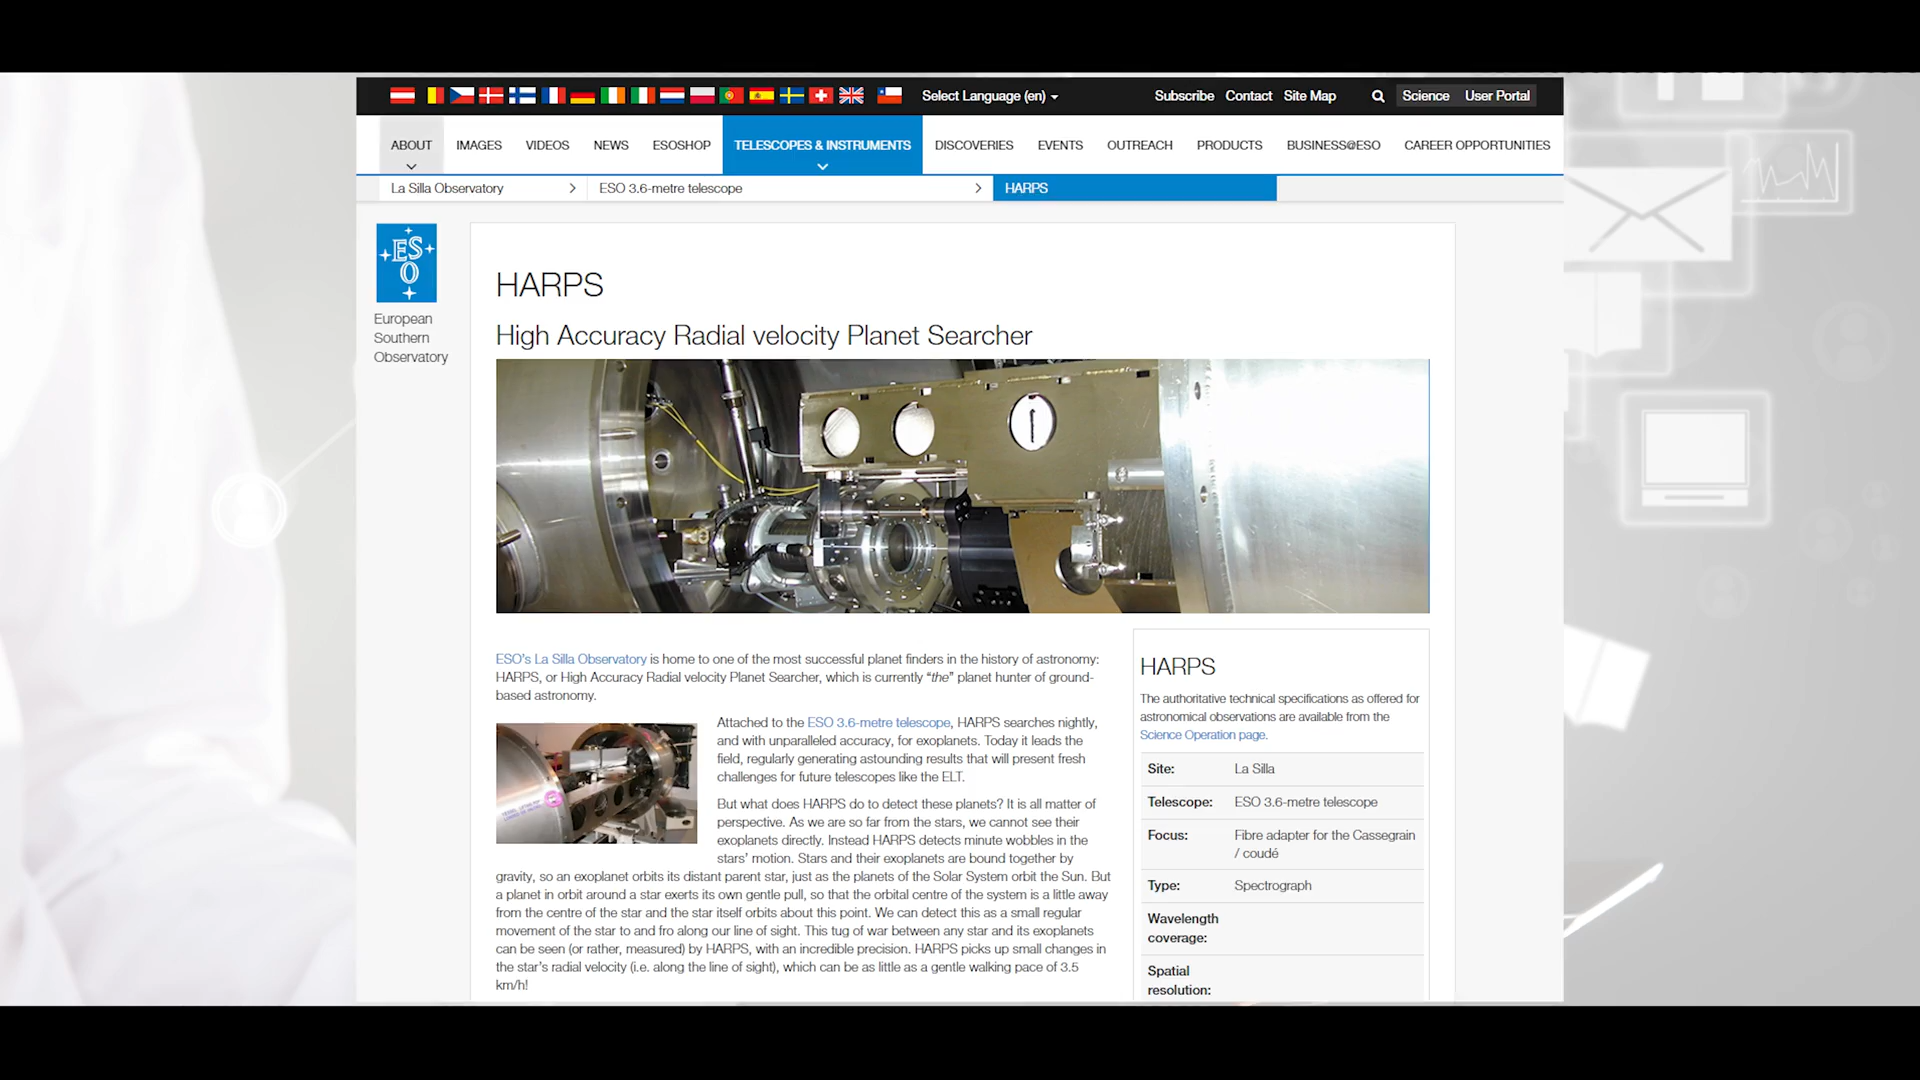 Select Language (en)
Subscribe Contact Site Map
Science User Portal
ABOUT IMAGES VIDEOS NEWS ESOSHOP TELESCOPES & INSTRUMENTS DISCOVERIES EVENTS OUTREACH PRODUCTS BUSINESS@ESO CAREER OPPORTUNITIES
La Silla Observatory ESO 3.6-metre telescope HARPS
ES
O
European
Southern
Observatory
HARPS
High Accuracy Radial velocity Planet Searcher
ESO's La Silla Observatory is home to one of the most successful planet finders in the history of astronomy:
HARPS, or High Accuracy Radial velocity Planet Searcher, which is currently "the" planet hunter of ground-
based astronomy.
Attached to the ESO 3.6-metre telescope, HARPS searches nightly,
and with unparalleled accuracy, for exoplanets. Today it leads the
field, regularly generating astounding results that will present fresh
challenges for future telescopes like the ELT.
But what does HARPS do to detect these planets? It is all matter of
perspective. As we are so far from the stars, we cannot see their
exoplanets directly. Instead HARPS detects minute wobbles in the
stars' motion. Stars and their exoplanets are bound together by
gravity, so an exoplanet orbits its distant parent star, just as the planets of the Solar System orbit the Sun. But
a planet in orbit around a star exerts its own gentle pull, so that the orbital centre of the system is a little away
from the centre of the star and the star itself orbits about this point. We can detect this as a small regular
movement of the star to and fro along our line of sight. This tug of war between any star and its exoplanets
can be seen (or rather, measured) by HARPS, with an incredible precision. HARPS picks up small changes in
the star's radial velocity (i.e. along the line of sight), which can be as little as a gentle walking pace of 3.5
km/h!
HARPS
The authoritative technical specifications as offered for
astronomical observations are available from the
Science Operation page.
Site: La Silla
Telescope: ESO 3.6-metre telescope
Focus: Fibre adapter for the Cassegrain
/ coudé
Type: Spectrograph
Wavelength
coverage:
Spatial
resolution: